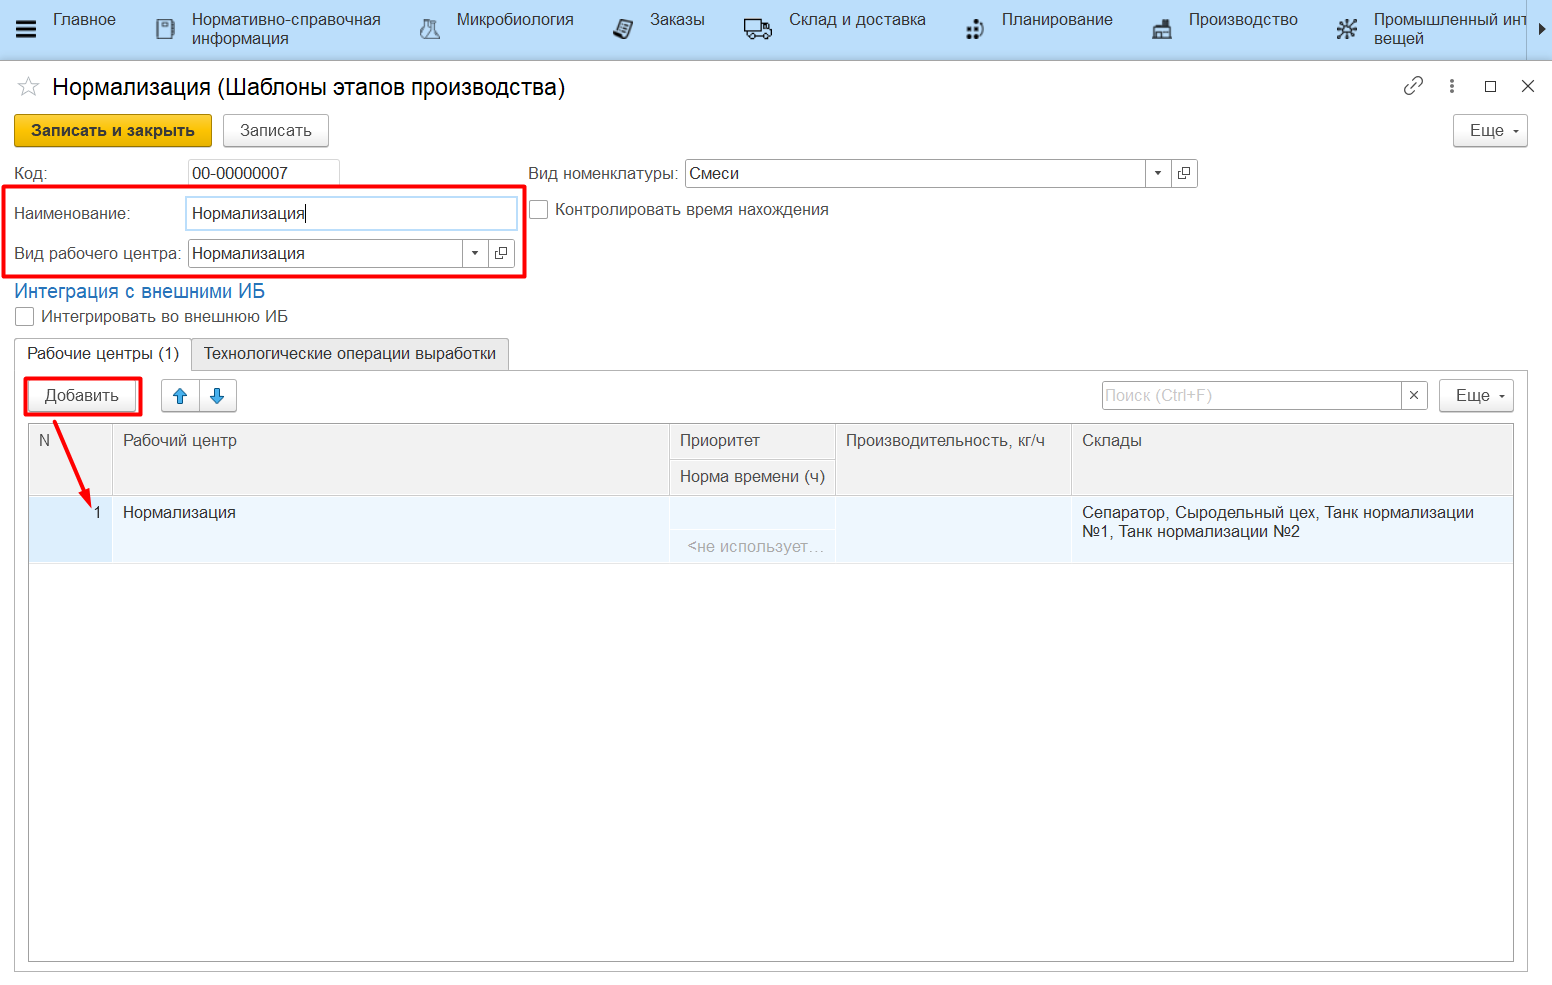 Главное
Нормативно-справочная
информация
Микробиология
Заказы
Склад и доставка
Планирование
Производство
Промышленный инт
вещей
Нормализация (Шаблоны этапов производства)
Записать и закрыть
Записать
Еще
Код:
00-00000007
Вид номенклатуры:
Смеси
Наименование:
Нормализация
Контролировать время нахождения
Вид рабочего центра:
Нормализация
Интеграция с внешними ИБ
Интегрировать во внешнюю ИБ
Рабочие центры (1)
Технологические операции выработки
Добавить
Поиск (Ctrl+F)
×
Еще
N
Рабочий центр
Приоритет
Производительность, кг/ч
Склады
Норма времени (ч)
1
Нормализация
Сепаратор, Сыродельный цех, Танк нормализации
№1, Танк нормализации №2
<не использует...